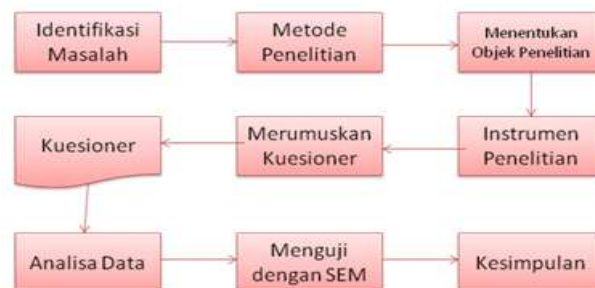 Identifikasi
Masalah
Metode
Penelitian
Menentukan
Objek Penelitian
Instrumen
Penelitian
Merumuskan
Kuesioner
Kuesioner
Analisa Data
Menguji
dengan SEM
Kesimpulan